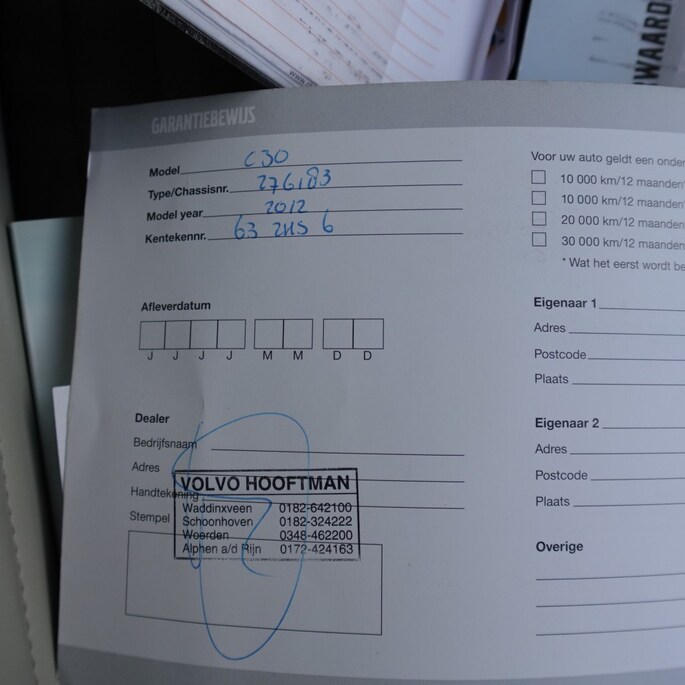 WAARD
GARANTIEBEWIJS
Model C30
Type/Chassisnr. 276183
Model year 2012
Kentekennr. 63 ZHS 6
Afleverdatum
J J J J M M D D
Dealer
Bedrijfsnaam
Adres
Handtekening
Stempel
VOLVO HOOFTMAN
Waddinxveen 0182-642100
Schoonhoven 0182-324222
Woerden 0348-462200
Alphen a/d Rijn 0172-424163
Voor uw auto geldt een onder
10 000 km/12 maanden*
10 000 km/12 maanden*
20 000 km/12 maanden
30 000 km/12 maanden
* Wat het eerst wordt be
Eigenaar 1
Adres
Postcode
Plaats
Eigenaar 2
Adres
Postcode
Plaats
Overige